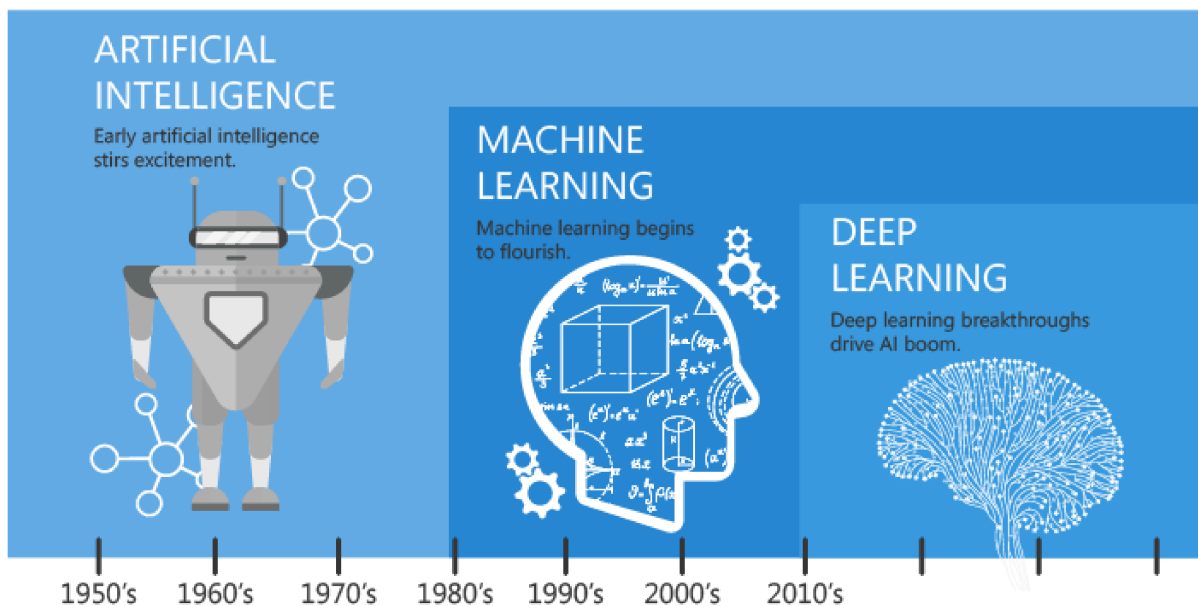 ARTIFICIAL
INTELLIGENCE
Early artificial intelligence
stirs excitement.
MACHINE
LEARNING
Machine learning begins
to flourish.
DEEP
LEARNING
Deep learning breakthroughs
drive AI boom.
1950's 1960's 1970's 1980's 1990's 2000's 2010's